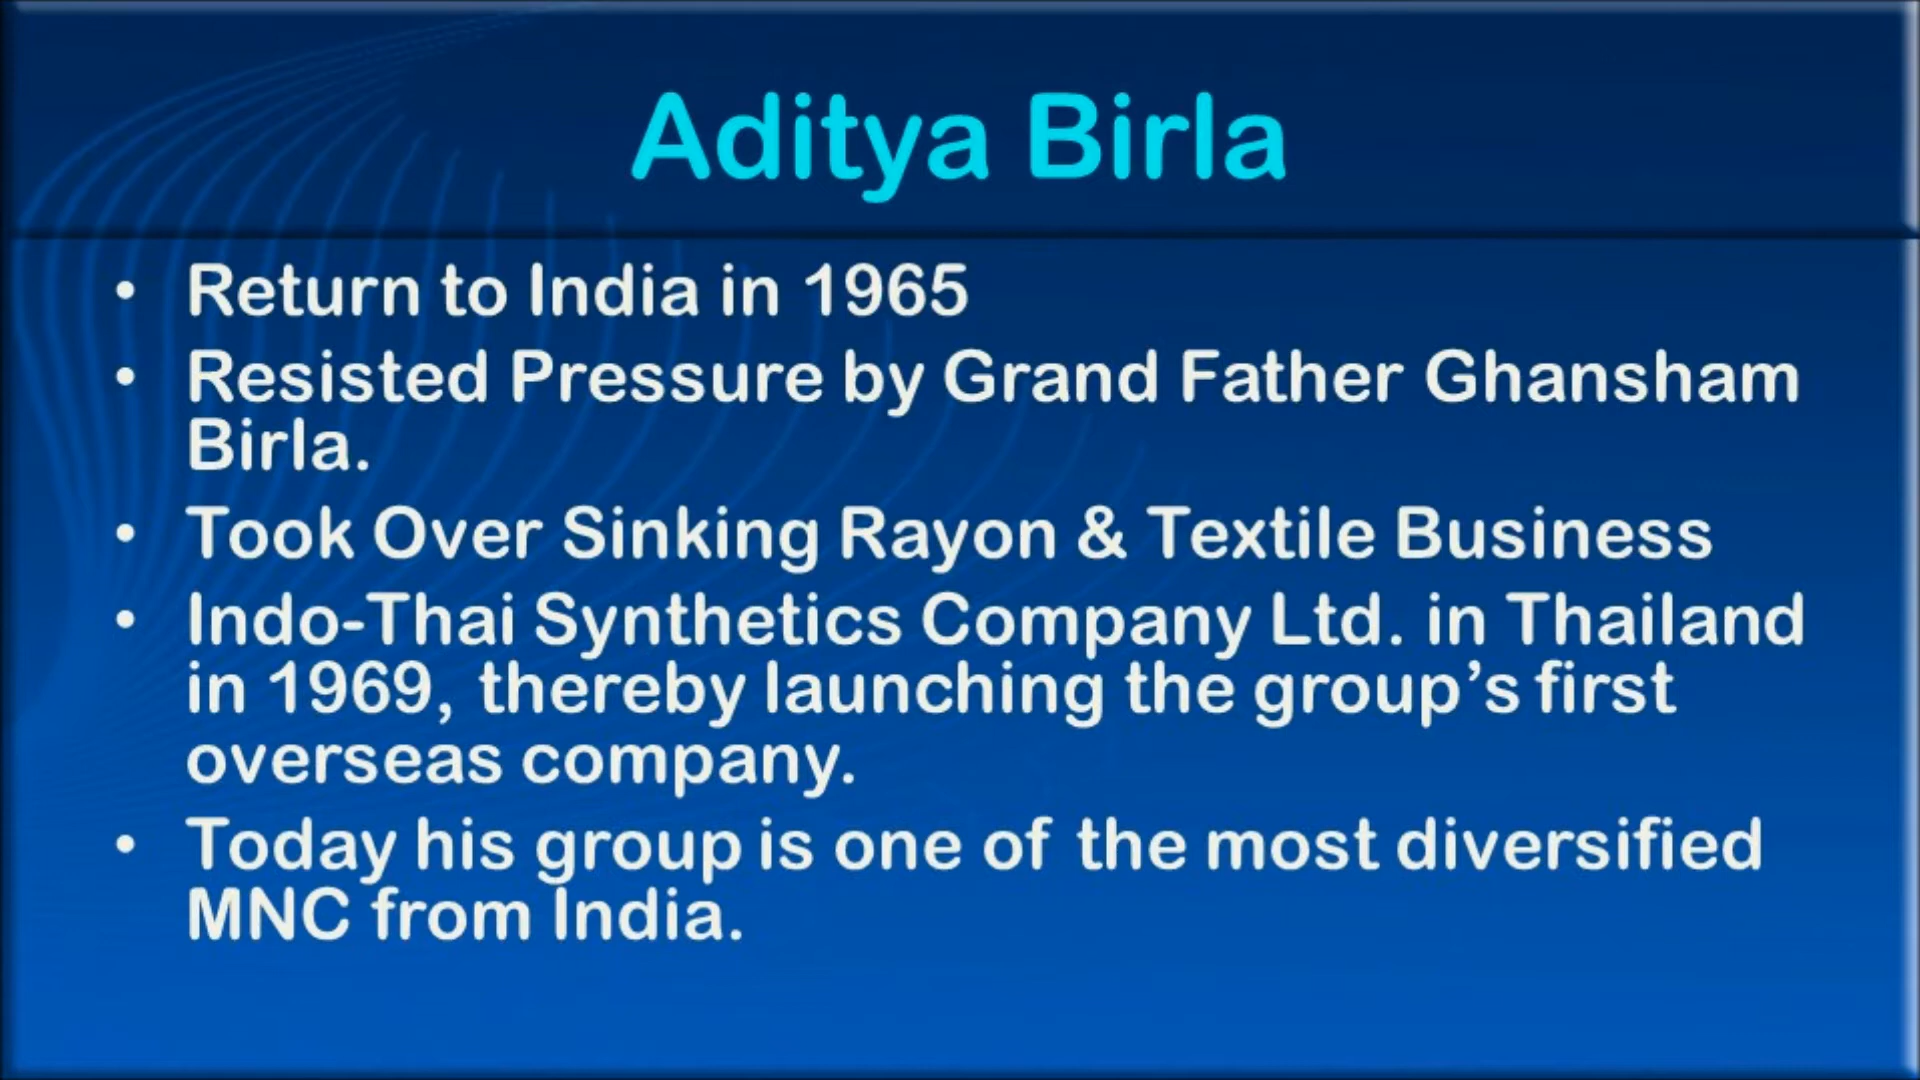 Aditya Birla
• Return to India in 1965
• Resisted Pressure by Grand Father Ghansham
Birla.
• Took Over Sinking Rayon & Textile Business
• Indo-Thai Synthetics Company Ltd. in Thailand
in 1969, thereby launching the group’s first
overseas company.
• Today his group is one of the most diversified
MNC from India.